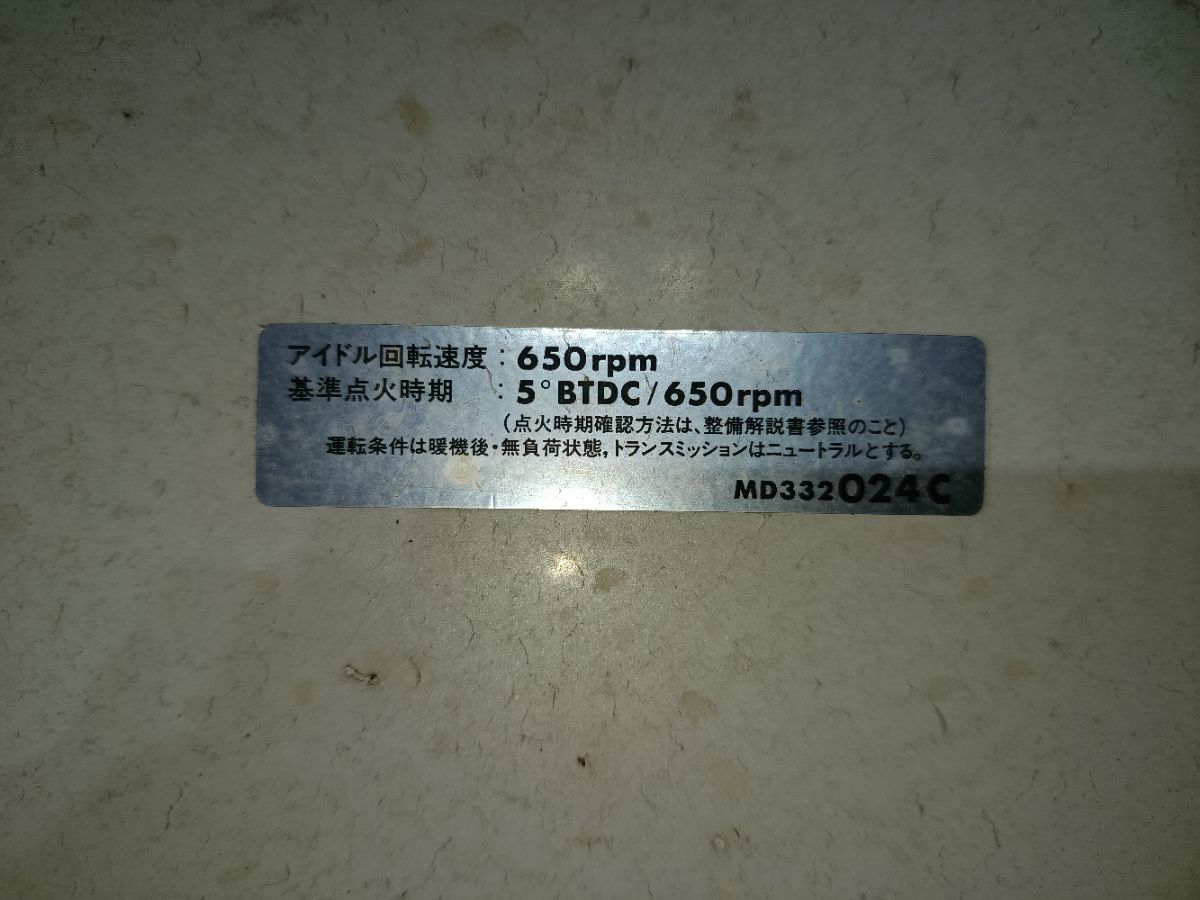 アイドル回転速度 : 650rpm
基準点火時期 : 5°BTDC/650rpm
(点火時期確認方法は、整備解説書参照のこと)
運転条件は暖機後・無負荷状態,トランスミッションはニュートラルとする。
MD332024C